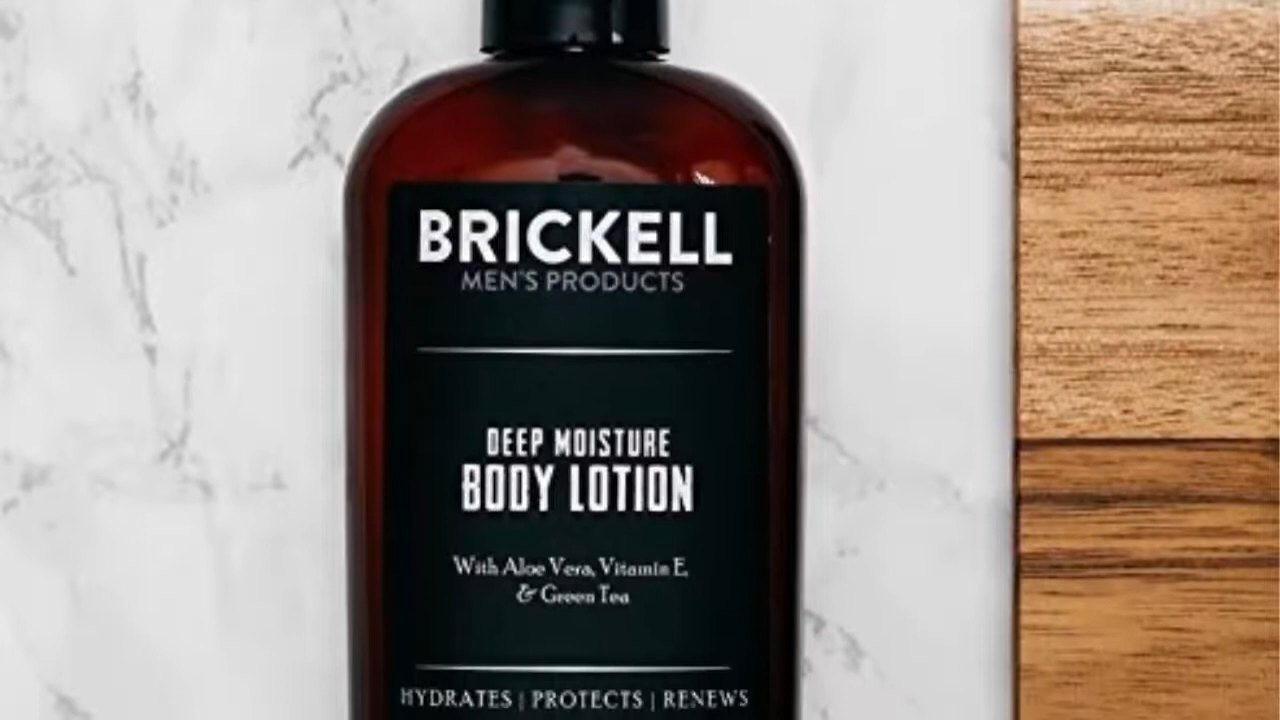 BRICKELL
MEN'S PRODUCTS
DEEP MOISTURE
BODY LOTION
With Aloe Vera, Vitamin E,
& Green Tea
HYDRATES | PROTECTS | RENEWS